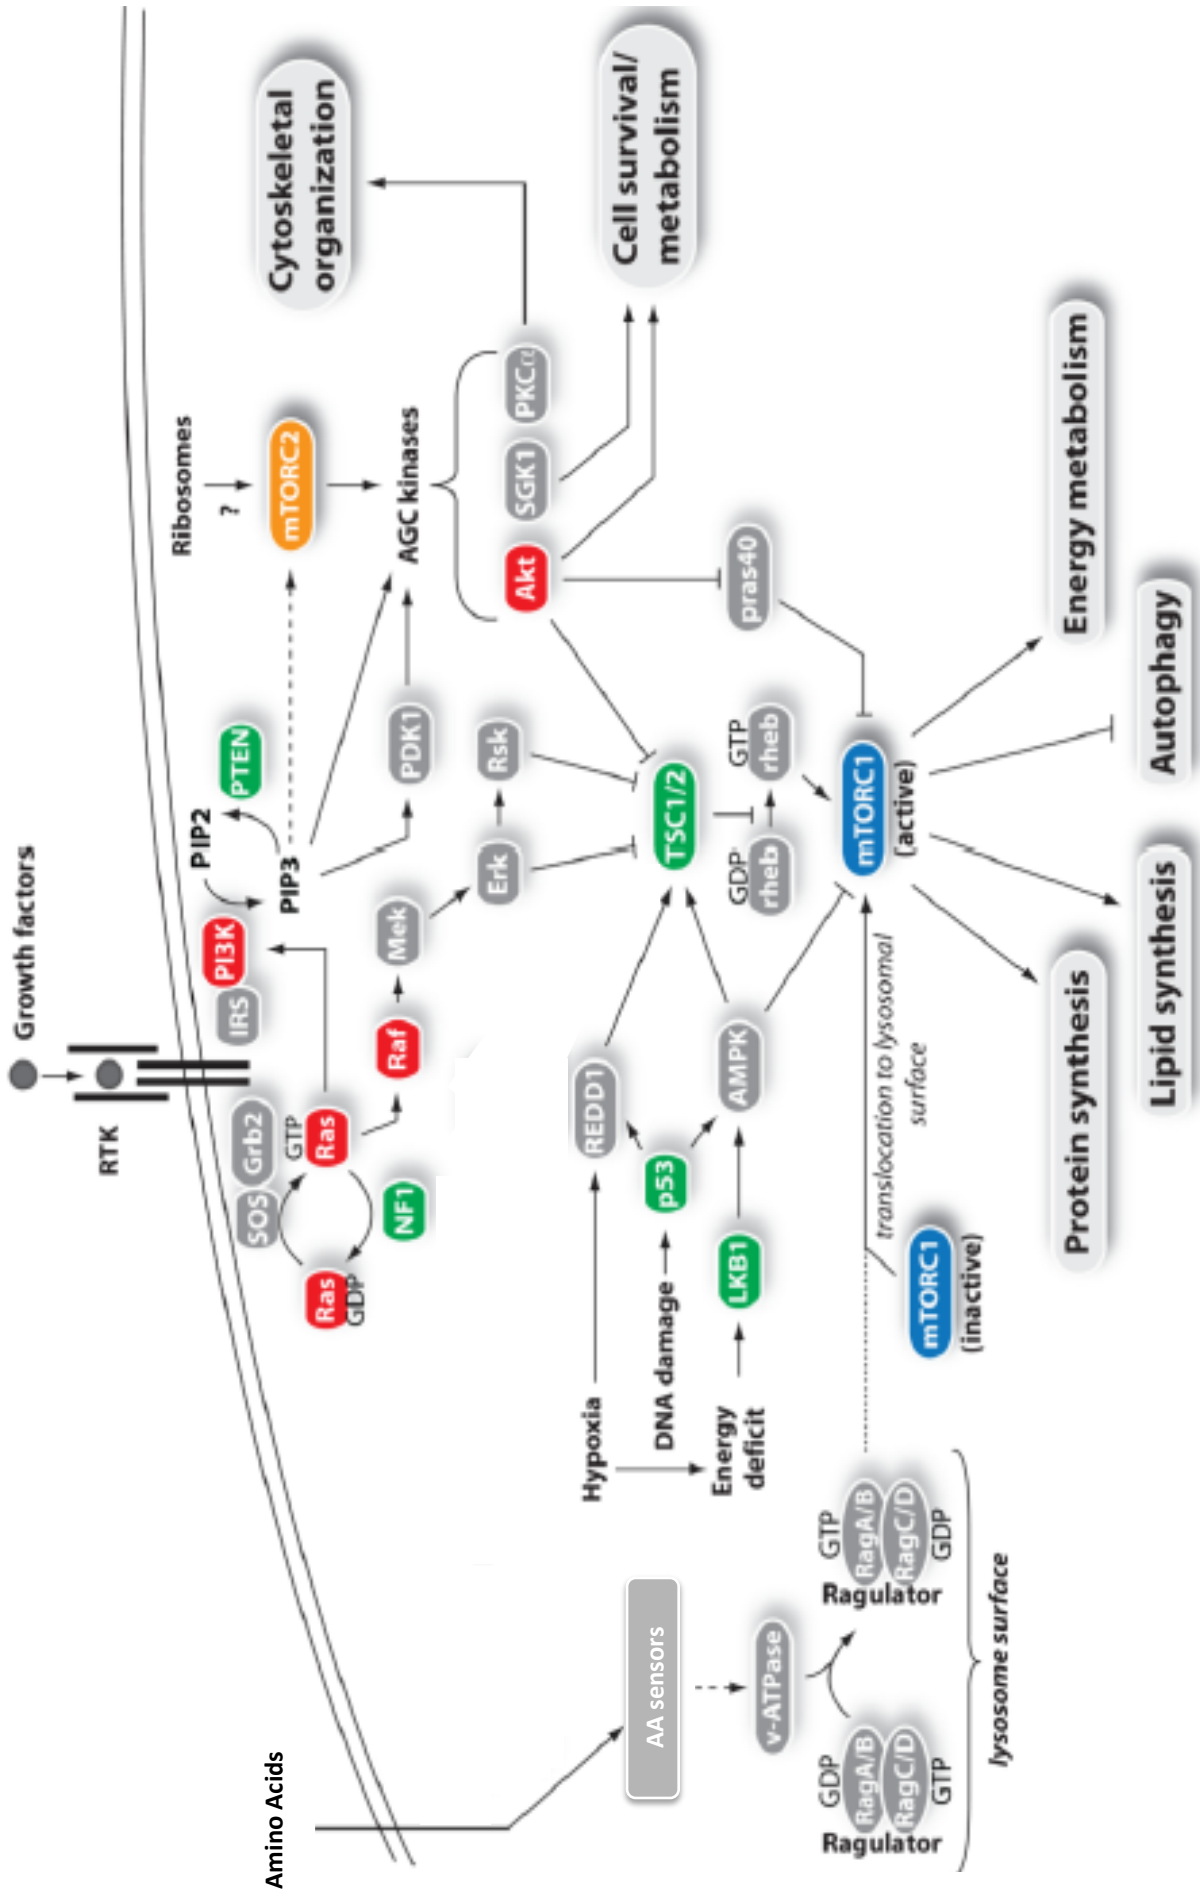 Growth factors
RTK
Amino Acids
SOS
Grb2
IRS
PI3K
PIP2
PTEN
PIP3
Ribosomes
?
mTORC2
Cytoskeletal
organization
Ras
GDP
GTP
Ras
NF1
Raf
Mek
Erk
Rsk
PDK1
AGC kinases
Akt
SGK1
PKCα
Cell survival/
metabolism
Hypoxia
REDD1
DNA damage
p53
Energy
deficit
LKB1
AMPK
TSC1/2
GDP
rheb
GTP
rheb
pras40
AA sensors
v-ATPase
GDP
RagA/B
RagC/D
GTP
Ragulator
GTP
RagA/B
RagC/D
GDP
Ragulator
lysosome surface
mTORC1
(inactive)
translocation to lysosomal
surface
mTORC1
(active)
Protein synthesis
Lipid synthesis
Autophagy
Energy metabolism